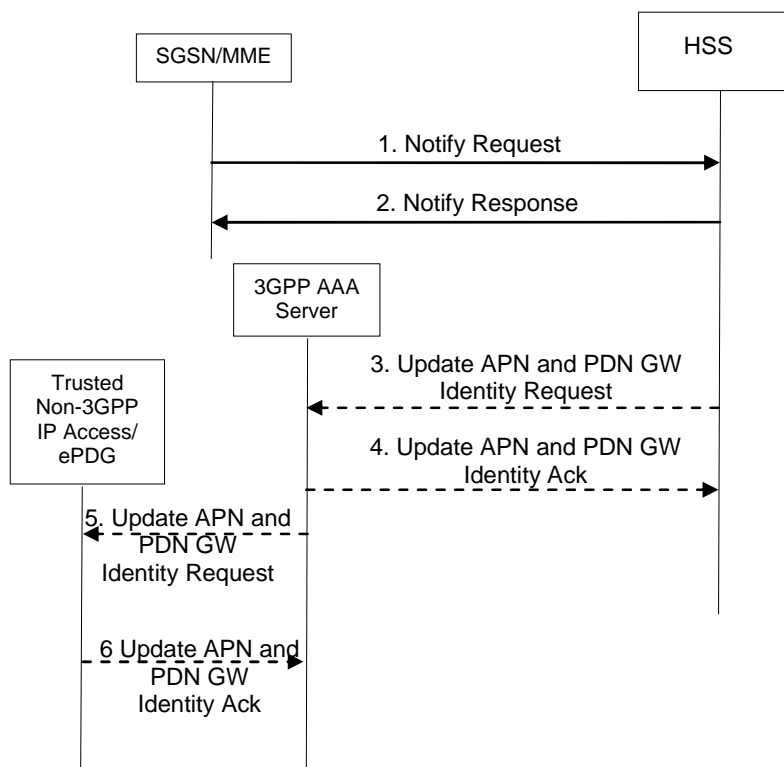 SGSN/MME
HSS
1. Notify Request
2. Notify Response
3GPP AAA
Server
3. Update APN and PDN GW
Identity Request
Trusted
Non-3GPP
IP Access/
ePDG
4. Update APN and PDN GW
Identity Ack
5. Update APN and
PDN GW
Identity Request
6 Update APN and
PDN GW
Identity Ack